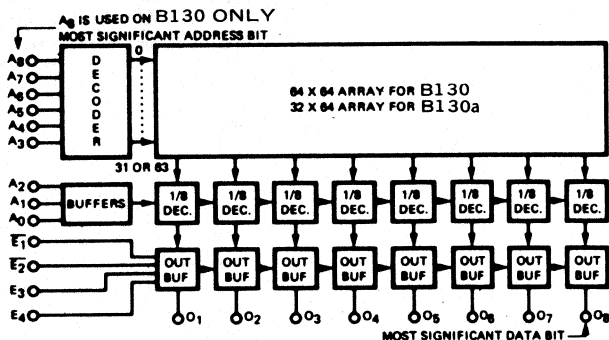 A8 IS USED ON B130 ONLY
MOST SIGNIFICANT ADDRESS BIT
0
A8
A7
A6
A5
A4
A3
DECODER
64 X 64 ARRAY FOR B130
32 X 64 ARRAY FOR B130a
31 OR 63
A2
A1
A0
BUFFERS
1/8 DEC.
1/8 DEC.
1/8 DEC.
1/8 DEC.
1/8 DEC.
1/8 DEC.
1/8 DEC.
1/8 DEC.
E̅1
E̅2
E3
E4
OUT BUF
OUT BUF
OUT BUF
OUT BUF
OUT BUF
OUT BUF
OUT BUF
OUT BUF
O1
O2
O3
O4
O5
O6
O7
O8
MOST SIGNIFICANT DATA BIT